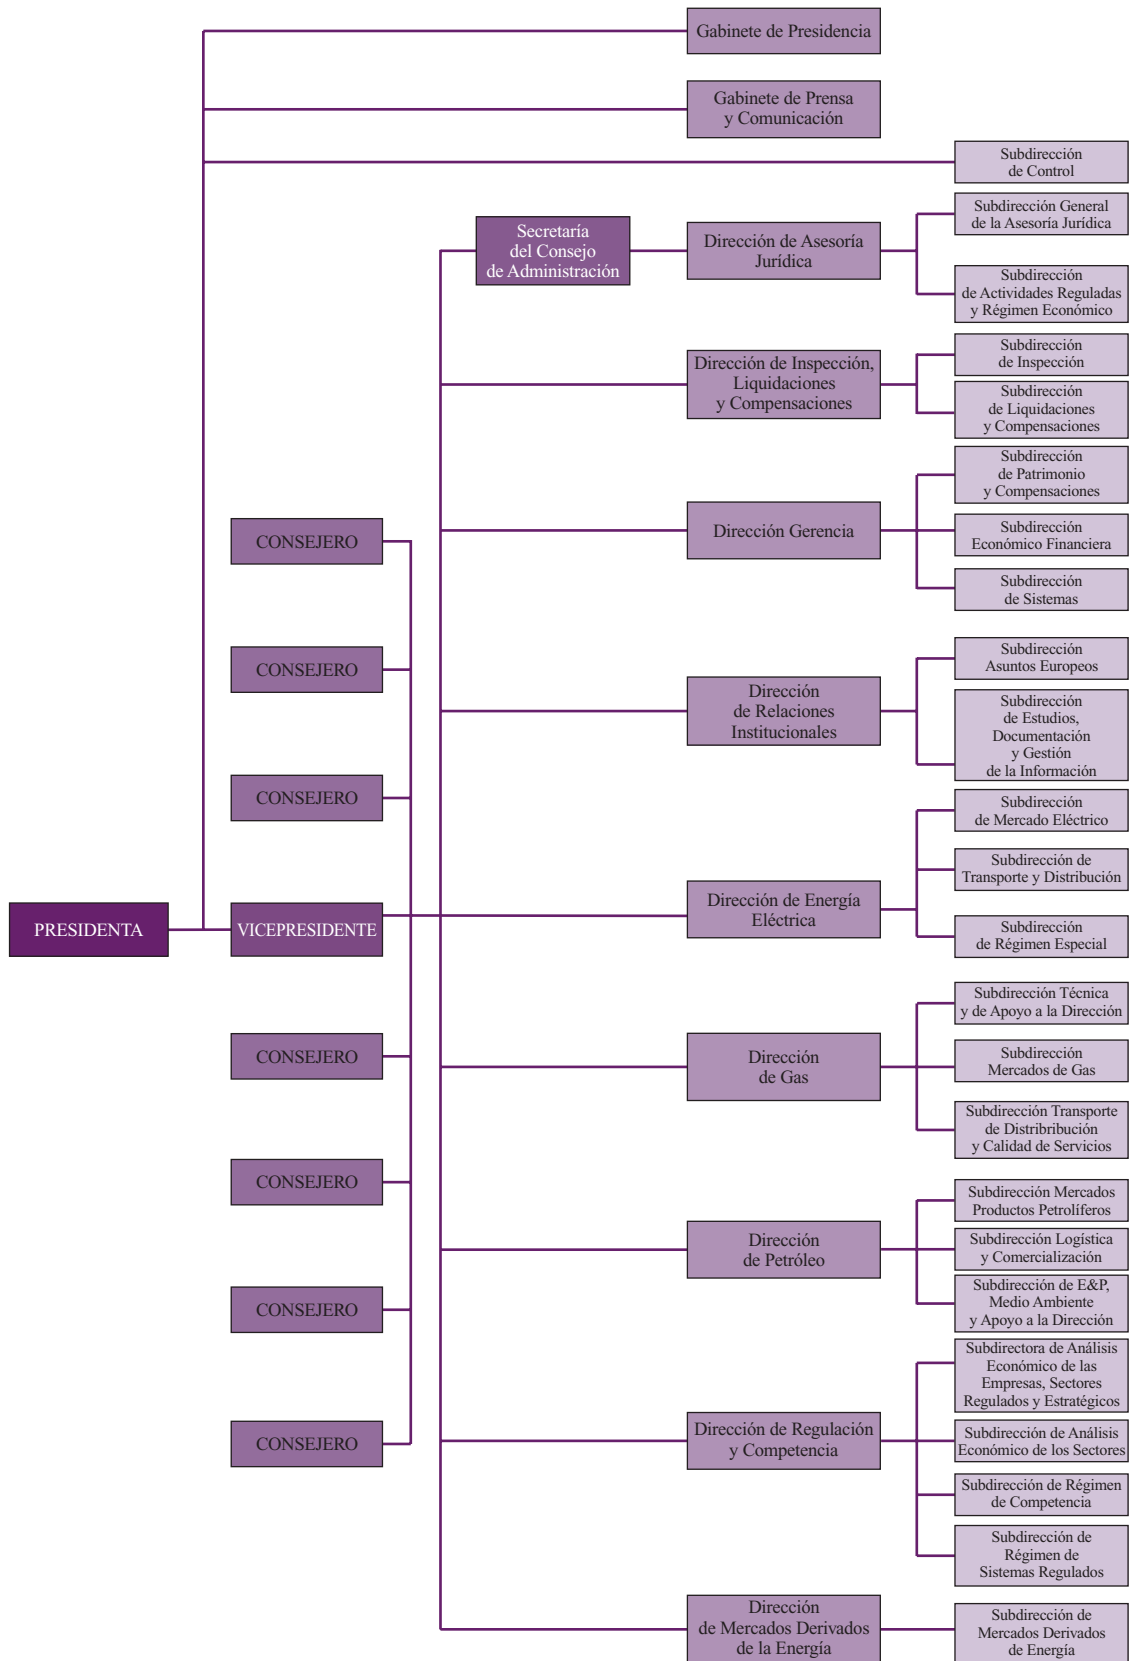 Gabinete de Presidencia
Gabinete de Prensa
y Comunicación
Subdirección
de Control
Secretaría
del Consejo
de Administración
Dirección de Asesoría
Jurídica
Subdirección General
de la Asesoría Jurídica
Subdirección
de Actividades Reguladas
y Régimen Económico
Dirección de Inspección,
Liquidaciones
y Compensaciones
Subdirección
de Inspección
Subdirección
de Liquidaciones
y Compensaciones
Subdirección
de Patrimonio
y Compensaciones
CONSEJERO
Dirección Gerencia
Subdirección
Económico Financiera
Subdirección
de Sistemas
CONSEJERO
Dirección
de Relaciones
Institucionales
Subdirección
Asuntos Europeos
Subdirección
de Estudios,
Documentación
y Gestión
de la Información
CONSEJERO
Subdirección
de Mercado Eléctrico
Subdirección de
Transporte y Distribución
PRESIDENTA
VICEPRESIDENTE
Dirección de Energía
Eléctrica
Subdirección
de Régimen Especial
CONSEJERO
Dirección
de Gas
Subdirección Técnica
y de Apoyo a la Dirección
Subdirección
Mercados de Gas
Subdirección Transporte
de Distribribución
y Calidad de Servicios
CONSEJERO
Subdirección Mercados
Productos Petrolíferos
Dirección
de Petróleo
Subdirección Logística
y Comercialización
CONSEJERO
Subdirección de E&P,
Medio Ambiente
y Apoyo a la Dirección
Subdirectora de Análisis
Económico de las
Empresas, Sectores
Regulados y Estratégicos
CONSEJERO
Dirección de Regulación
y Competencia
Subdirección de Análisis
Económico de los Sectores
Subdirección de Régimen
de Competencia
Subdirección de
Régimen de
Sistemas Regulados
Dirección
de Mercados Derivados
de la Energía
Subdirección de
Mercados Derivados
de Energía